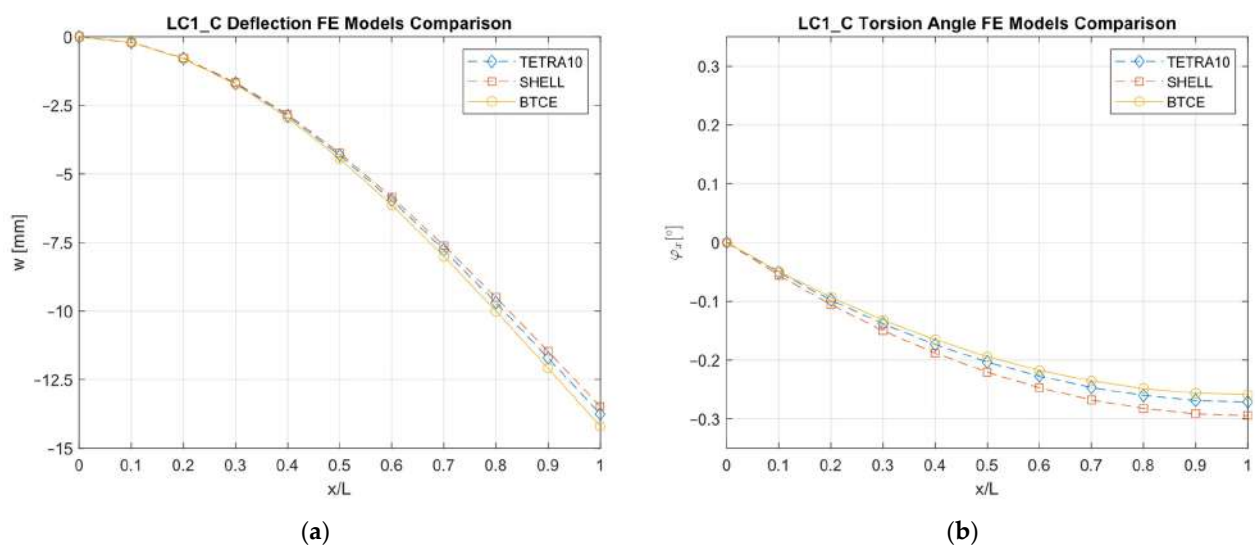 LC1_C Deflection FE Models Comparison
TETRA10
SHELL
BTCE
0
−2.5
−5
−7.5
−10
−12.5
−15
w [mm]
0 0.1 0.2 0.3 0.4 0.5 0.6 0.7 0.8 0.9 1
x/L
(a)
LC1_C Torsion Angle FE Models Comparison
TETRA10
SHELL
BTCE
0.3
0.2
0.1
0
−0.1
−0.2
−0.3
φx[°]
0 0.1 0.2 0.3 0.4 0.5 0.6 0.7 0.8 0.9 1
x/L
(b)